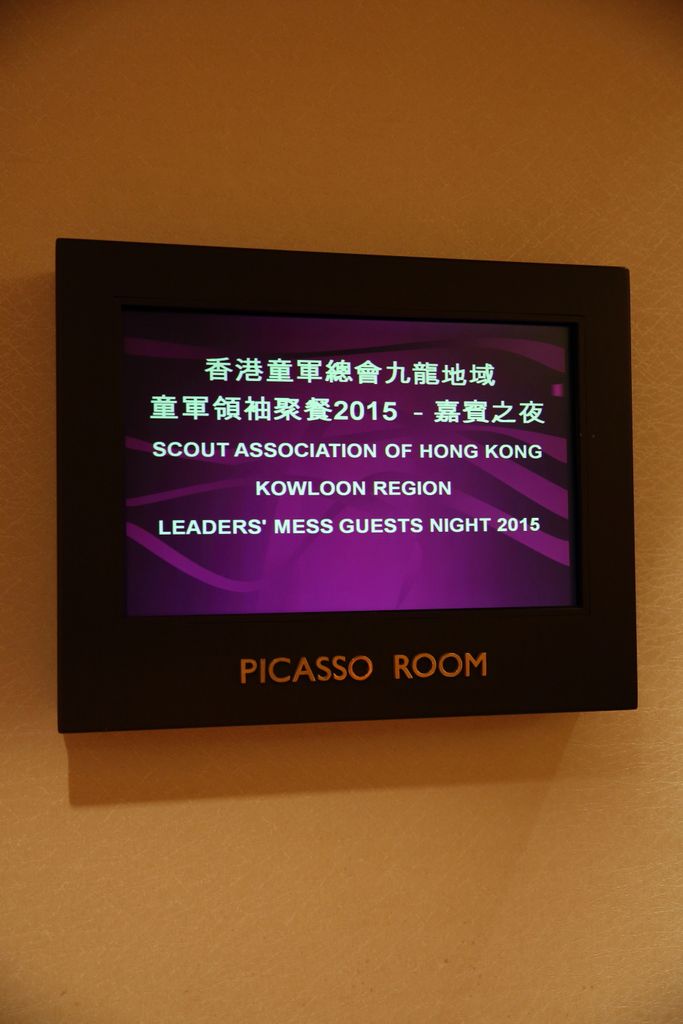 香港童軍總會九龍地域
童軍領袖聚餐2015 - 嘉賓之夜
SCOUT ASSOCIATION OF HONG KONG
KOWLOON REGION
LEADERS' MESS GUESTS NIGHT 2015
PICASSO ROOM